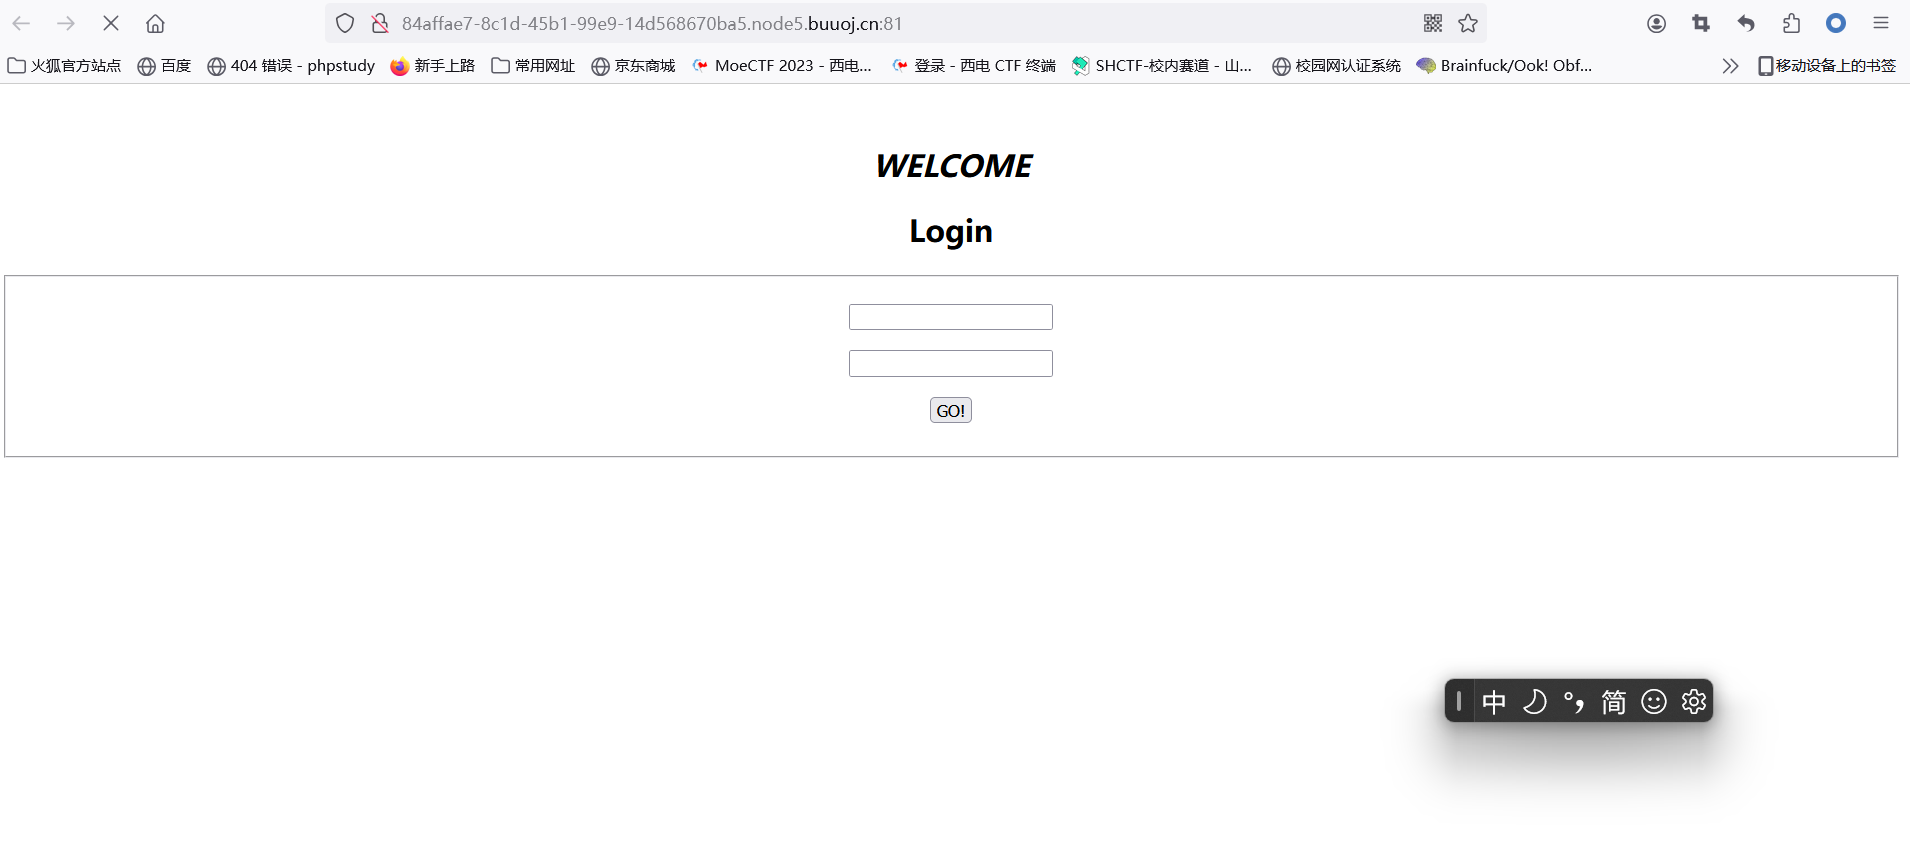 84affae7-8c1d-45b1-99e9-14d568670ba5.node5.buuoj.cn:81
火狐官方站点 百度 404 错误 - phpstudy 新手上路 常用网址 京东商城 MoeCTF 2023 - 西电... 登录 - 西电 CTF 终端 SHCTF-校内赛道 - 山... 校园网认证系统 Brainfuck/Ook! Obf... 移动设备上的书签
WELCOME
Login
GO!
中 简